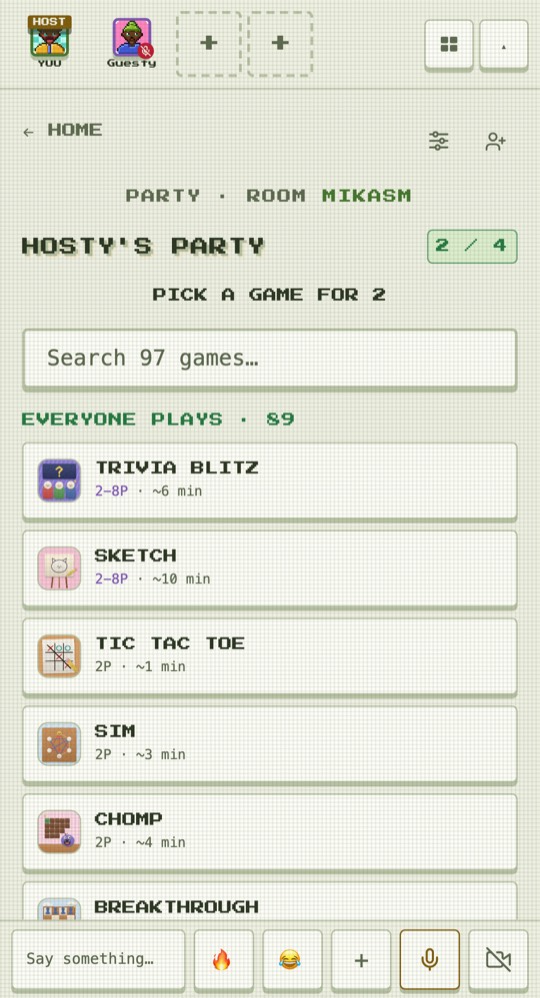 HOST
YUU
Guesty
+
+
← HOME
PARTY · ROOM MIKASM
HOSTY'S PARTY
2 / 4
PICK A GAME FOR 2
Search 97 games…
EVERYONE PLAYS · 89
?
TRIVIA BLITZ
2–8P · ~6 min
SKETCH
2–8P · ~10 min
TIC TAC TOE
2P · ~1 min
SIM
2P · ~3 min
CHOMP
2P · ~4 min
BREAKTHROUGH
Say something…
+